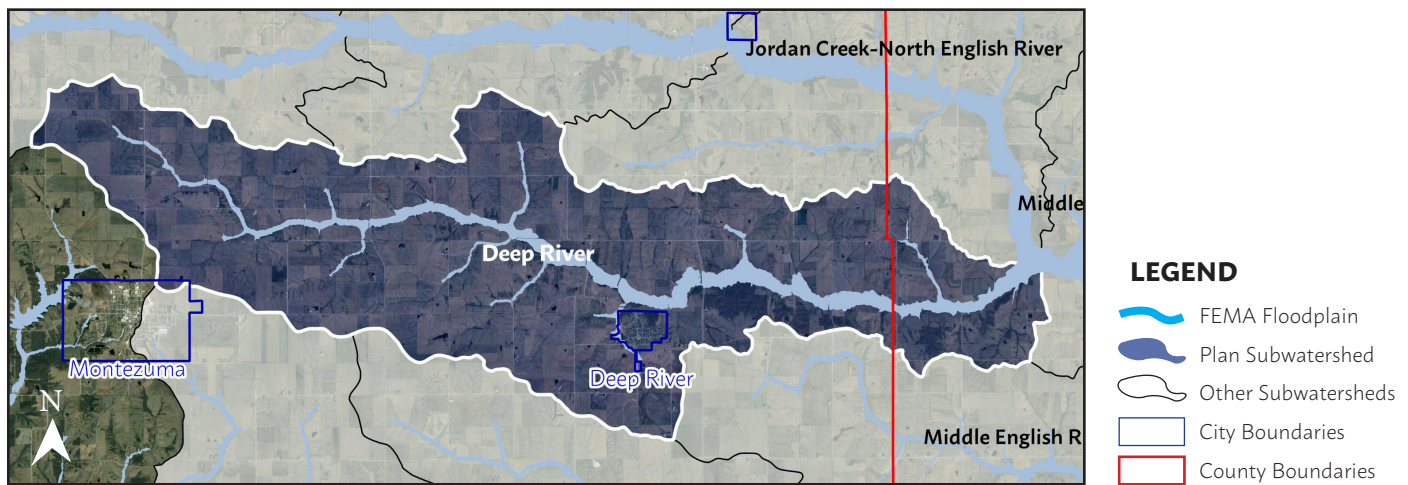 Jordan Creek-North English River
Middle
Deep River
Montezuma
Deep River
N
Middle English R
LEGEND
FEMA Floodplain
Plan Subwatershed
Other Subwatersheds
City Boundaries
County Boundaries